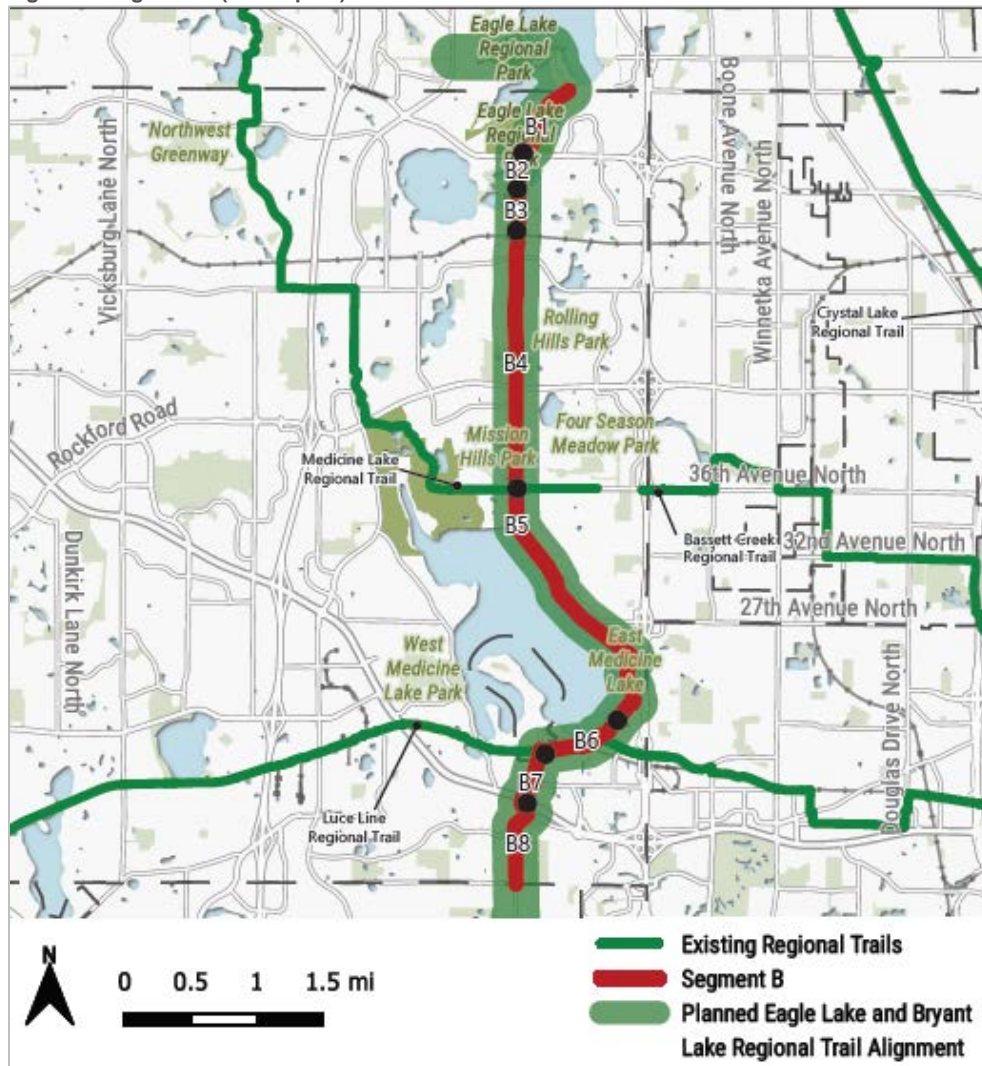 Eagle Lake
Regional
Park
Eagle Lake
Regional
B1
Northwest
Greenway
B2
B3
Boone Avenue North
Vicksburg Lane North
Winnetka Avenue North
Crystal Lake
Regional Trail
Rolling
Hills Park
B4
Rockford Road
Mission
Hills Park
Four Season
Meadow Park
Medicine Lake
Regional Trail
36th Avenue North
B5
Bassett Creek
Regional Trail
32nd Avenue North
Dunkirk Lane North
27th Avenue North
West
Medicine
Lake Park
East
Medicine
Lake
B6
Douglas Drive North
B7
Luce Line
Regional Trail
B8
N
0 0.5 1 1.5 mi
Existing Regional Trails
Segment B
Planned Eagle Lake and Bryant
Lake Regional Trail Alignment